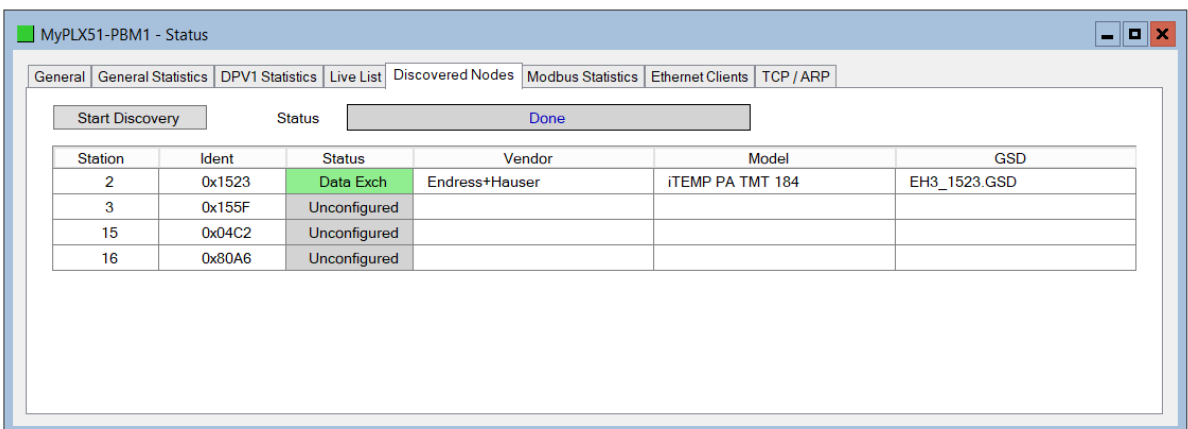 MyPLX51-PBM1 - Status
General General Statistics DPV1 Statistics Live List Discovered Nodes Modbus Statistics Ethernet Clients TCP / ARP
Start Discovery Status Done
Station Ident Status Vendor Model GSD
2 0x1523 Data Exch Endress+Hauser iTEMP PA TMT 184 EH3_1523.GSD
3 0x155F Unconfigured
15 0x04C2 Unconfigured
16 0x80A6 Unconfigured